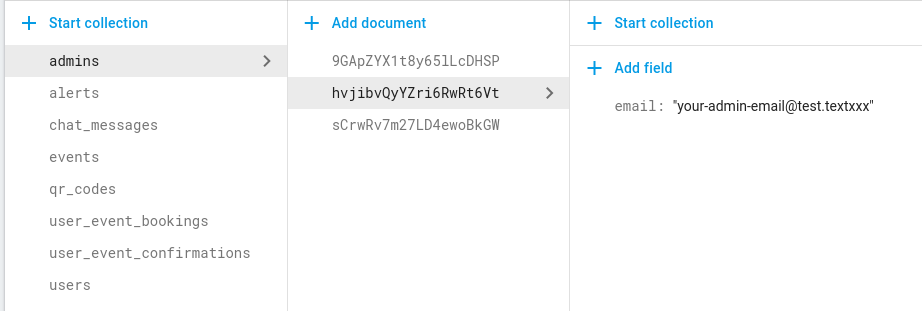 Start collection
admins
alerts
chat_messages
events
qr_codes
user_event_bookings
user_event_confirmations
users
Add document
9GApZYX1t8y65lLcDHSP
hvjibvQyYZri6RwRt6Vt
sCrwRv7m27LD4ewoBkGW
Start collection
Add field
email: "your-admin-email@test.textxxx"